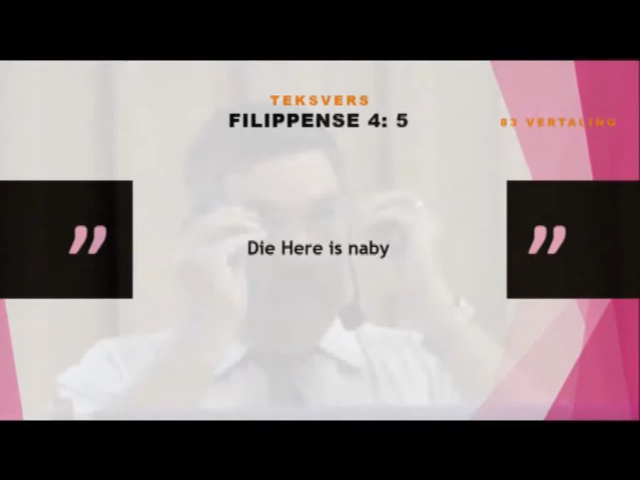 TEKSVERS
FILIPPENSE 4: 5
83 VERTALING
” Die Here is naby ”